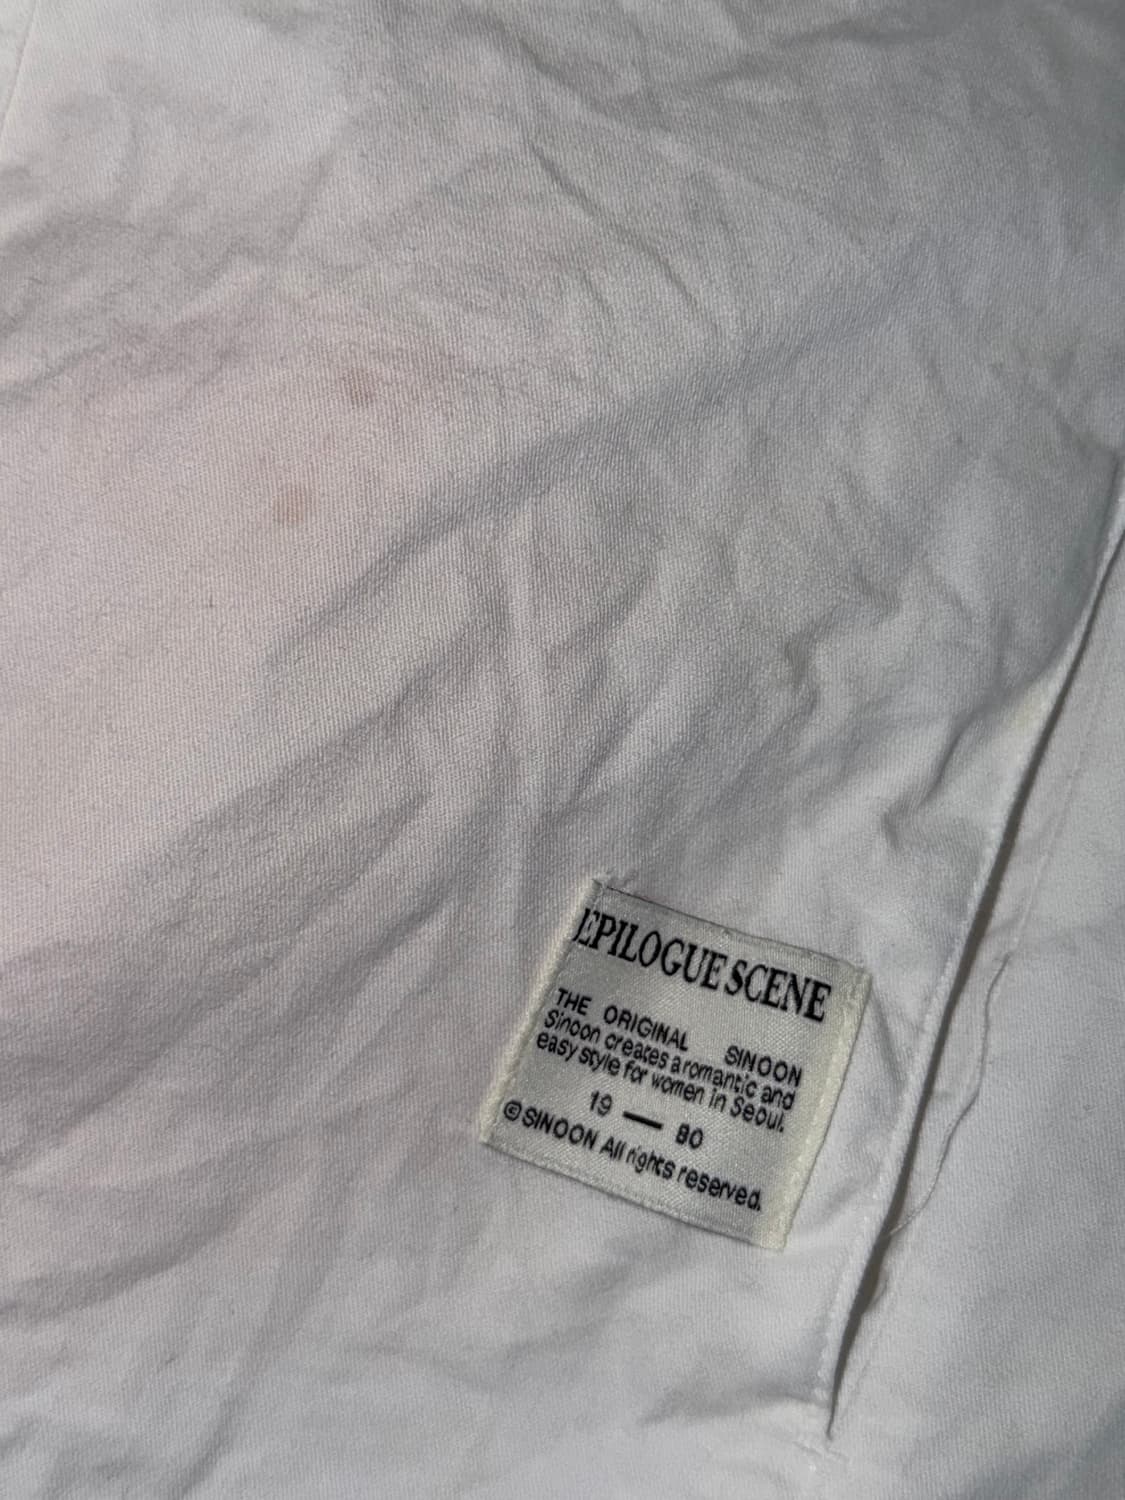 EPILOGUE SCENE
THE ORIGINAL SINOON
Sinoon creates a romantic and
easy style for women in Seoul.
19 — 80
©SINOON All rights reserved.